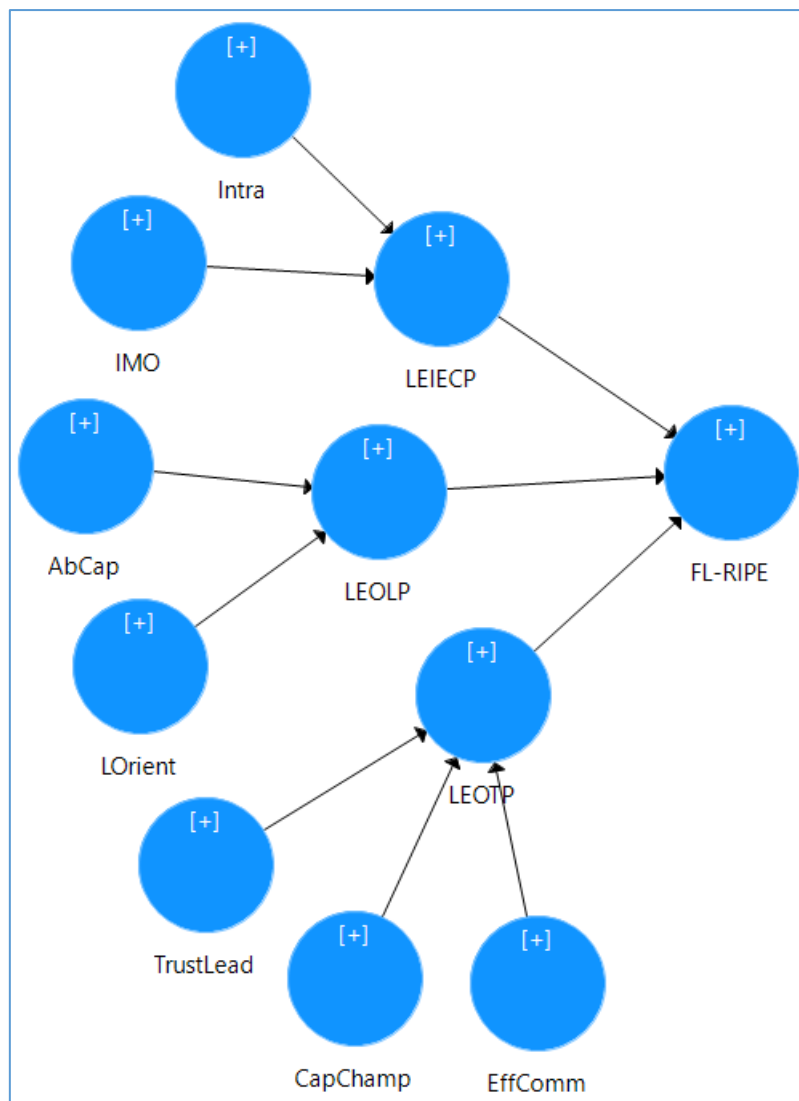 [+]
Intra
[+]
IMO
[+]
LEIECP
[+]
AbCap
[+]
LEOLP
[+]
FL-RIPE
[+]
LOrient
[+]
LEOTP
[+]
TrustLead
[+]
CapChamp
[+]
EffComm